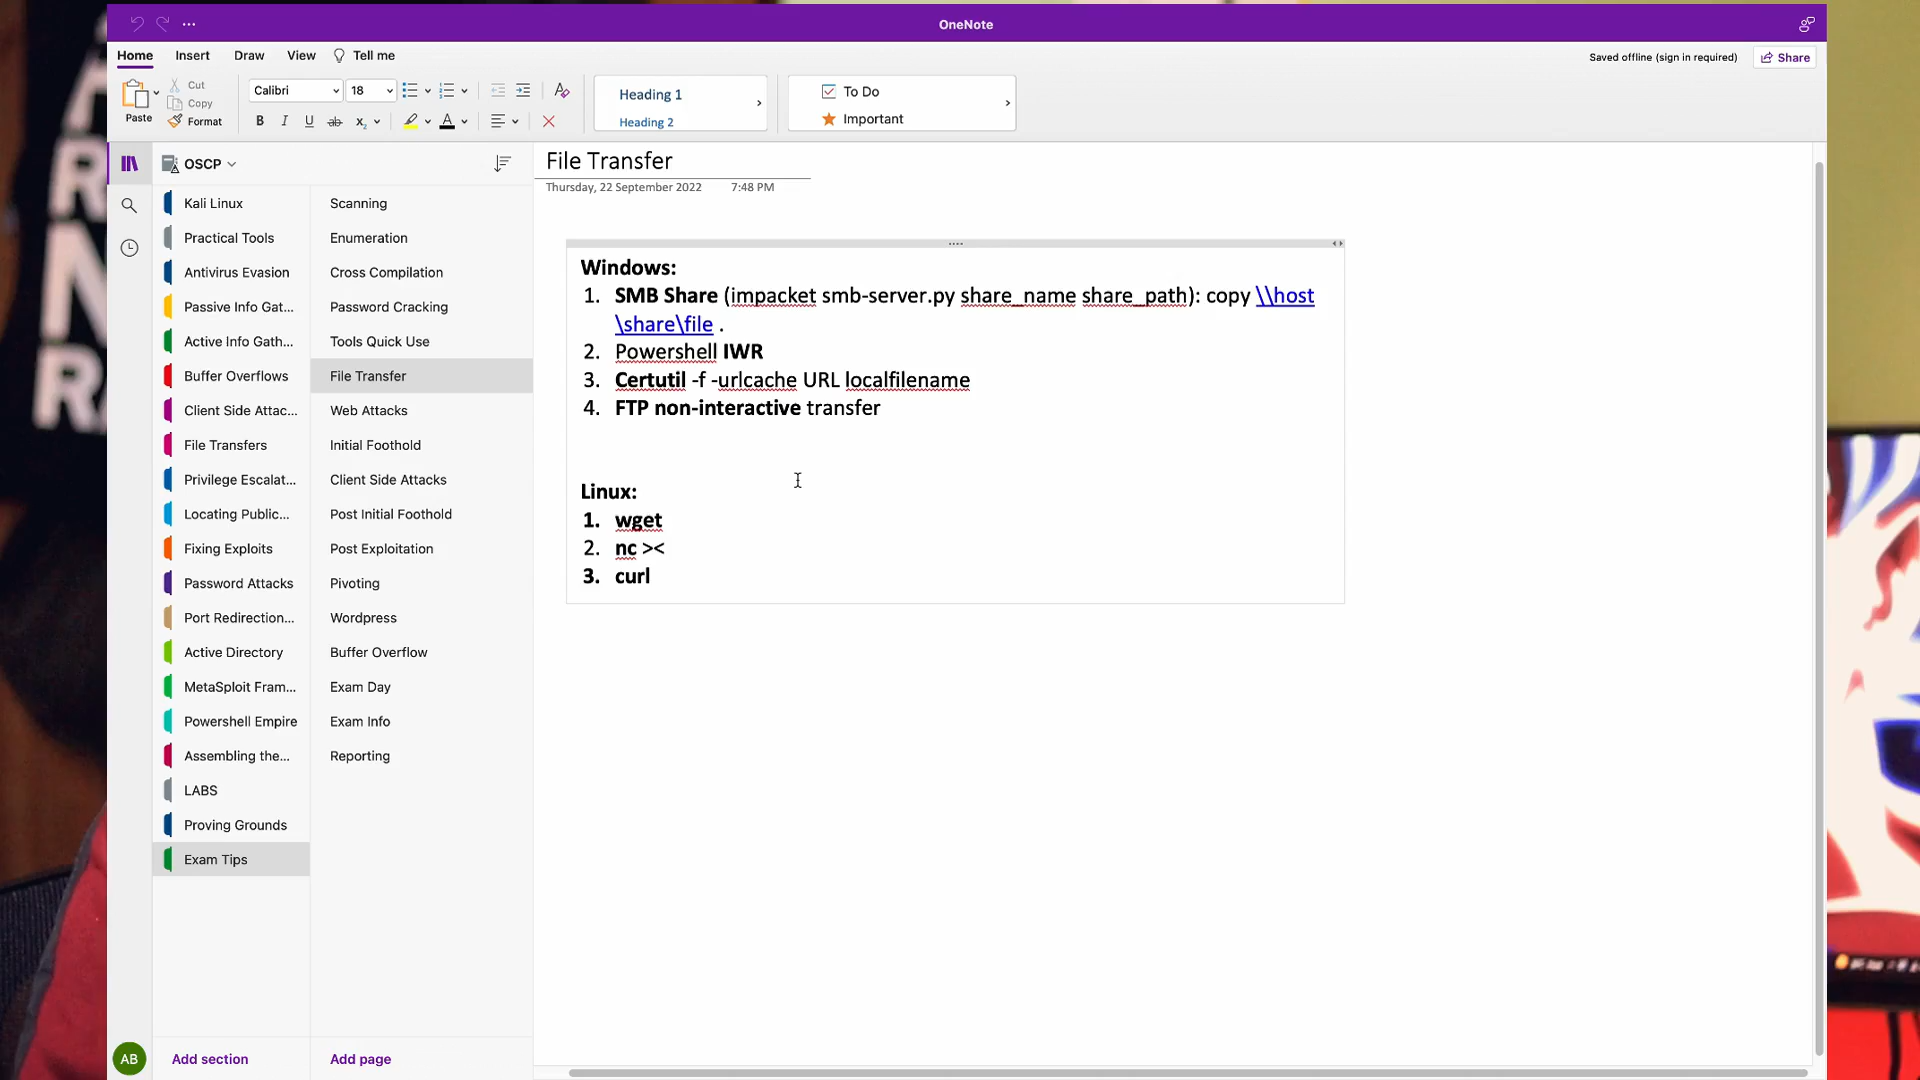 OneNote
Home Insert Draw View Tell me
Saved offline (sign in required) Share
Paste
Cut
Copy
Format
Calibri 18
B I U ab x
A
Heading 1
Heading 2
To Do
Important
OSCP
Kali Linux
Practical Tools
Antivirus Evasion
Passive Info Gat...
Active Info Gath...
Buffer Overflows
Client Side Attac...
File Transfers
Privilege Escalat...
Locating Public...
Fixing Exploits
Password Attacks
Port Redirection...
Active Directory
MetaSploit Fram...
Powershell Empire
Assembling the...
LABS
Proving Grounds
Exam Tips
Add section
AB
Scanning
Enumeration
Cross Compilation
Password Cracking
Tools Quick Use
File Transfer
Web Attacks
Initial Foothold
Client Side Attacks
Post Initial Foothold
Post Exploitation
Pivoting
Wordpress
Buffer Overflow
Exam Day
Exam Info
Reporting
Add page
File Transfer
Thursday, 22 September 2022 7:48 PM
Windows:
1. SMB Share (impacket smb-server.py share_name share_path): copy \\host
\share\file .
2. Powershell IWR
3. Certutil -f -urlcache URL localfilename
4. FTP non-interactive transfer
Linux:
1. wget
2. nc ><
3. curl